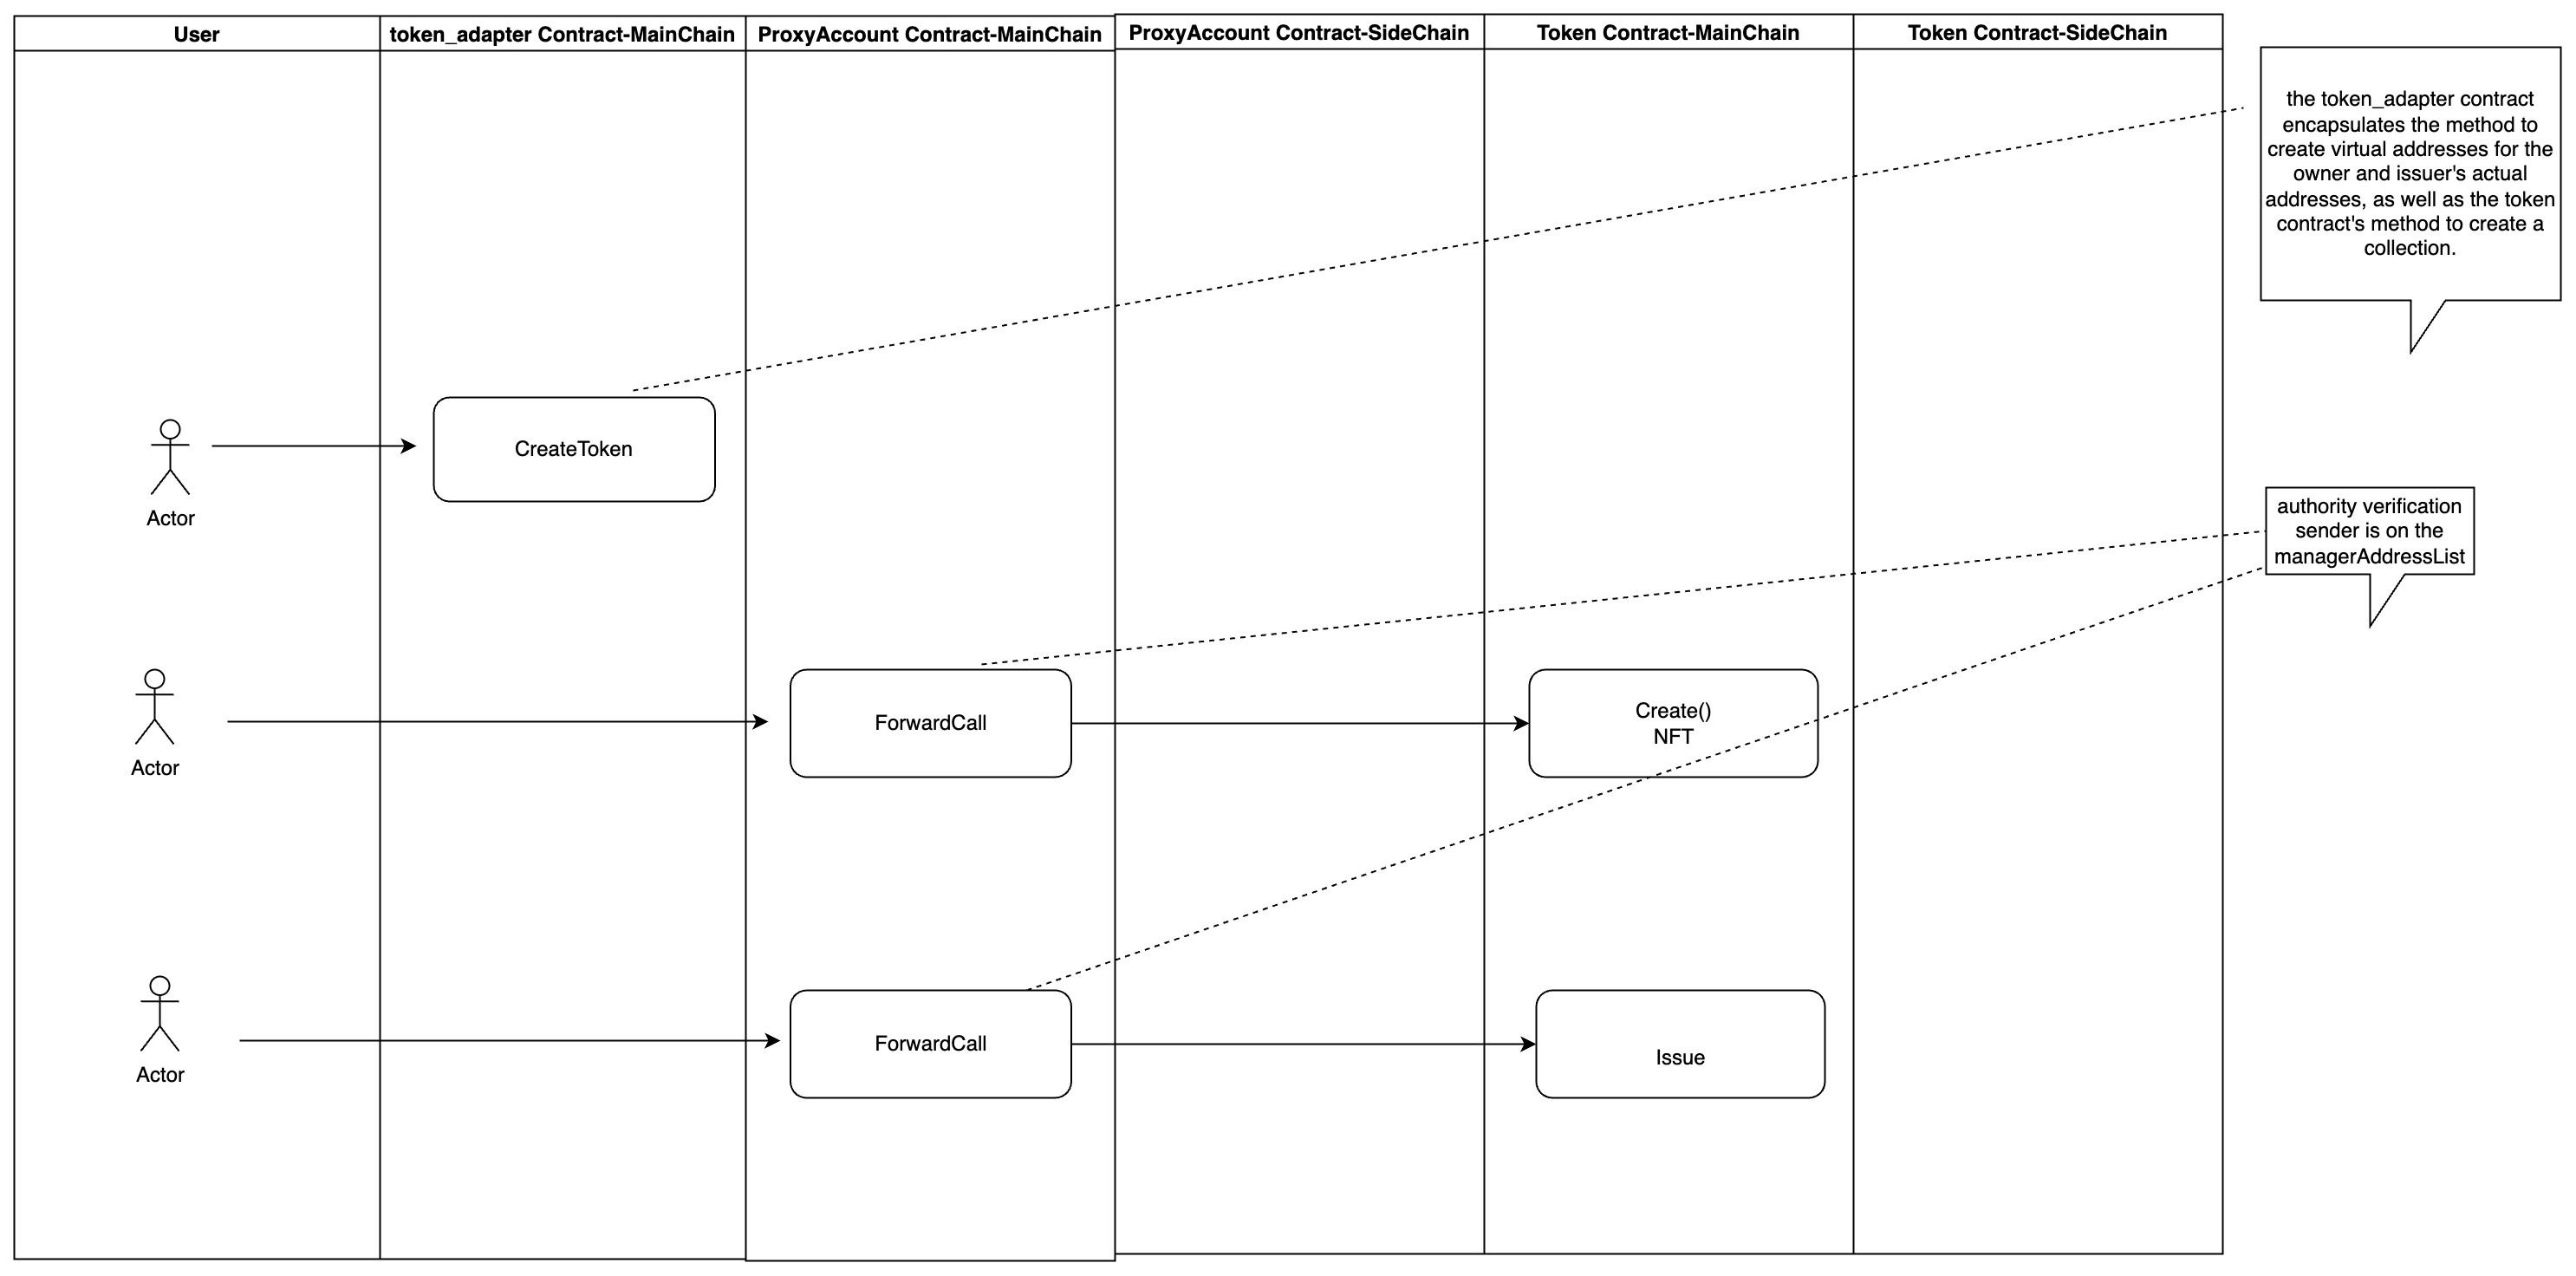 User
token_adapter Contract-MainChain
ProxyAccount Contract-MainChain
ProxyAccount Contract-SideChain
Token Contract-MainChain
Token Contract-SideChain
the token_adapter contract
encapsulates the method to
create virtual addresses for the
owner and issuer's actual
addresses, as well as the token
contract's method to create a
collection.
CreateToken
Actor
authority verification
sender is on the
managerAddressList
ForwardCall
Create()
NFT
Actor
ForwardCall
Issue
Actor